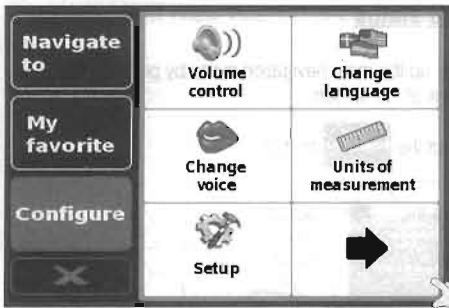 Navigate
to
My
favorite
Configure
Volume
control
Change
language
Change
voice
Units of
measurement
Setup